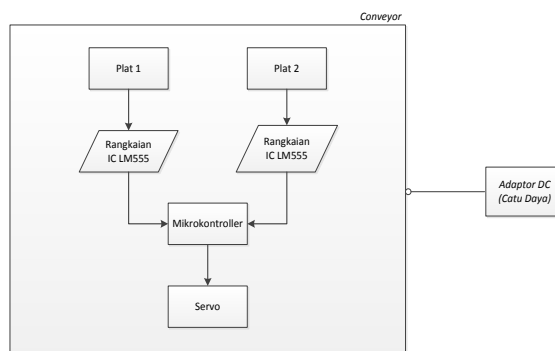 Conveyor
Plat 1
Plat 2
Rangkaian
IC LM555
Rangkaian
IC LM555
Adaptor DC
(Catu Daya)
Mikrokontroller
Servo